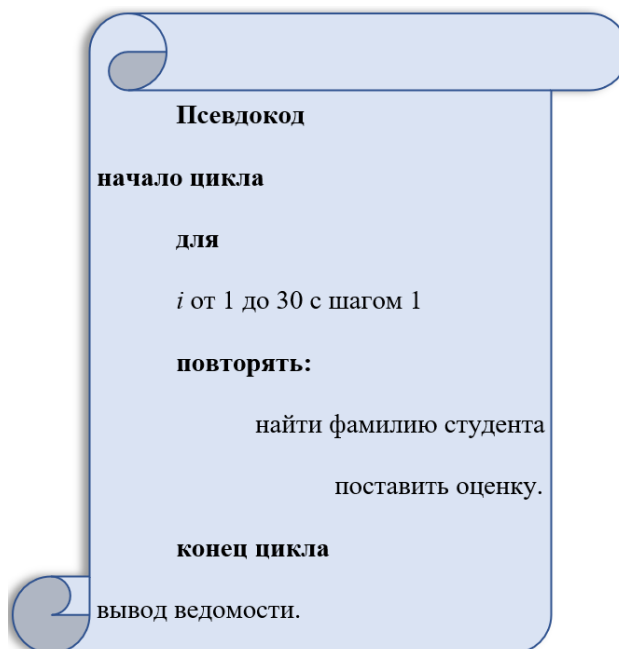 Псевдокод
начало цикла
для
i от 1 до 30 с шагом 1
повторять:
найти фамилию студента
поставить оценку.
конец цикла
вывод ведомости.